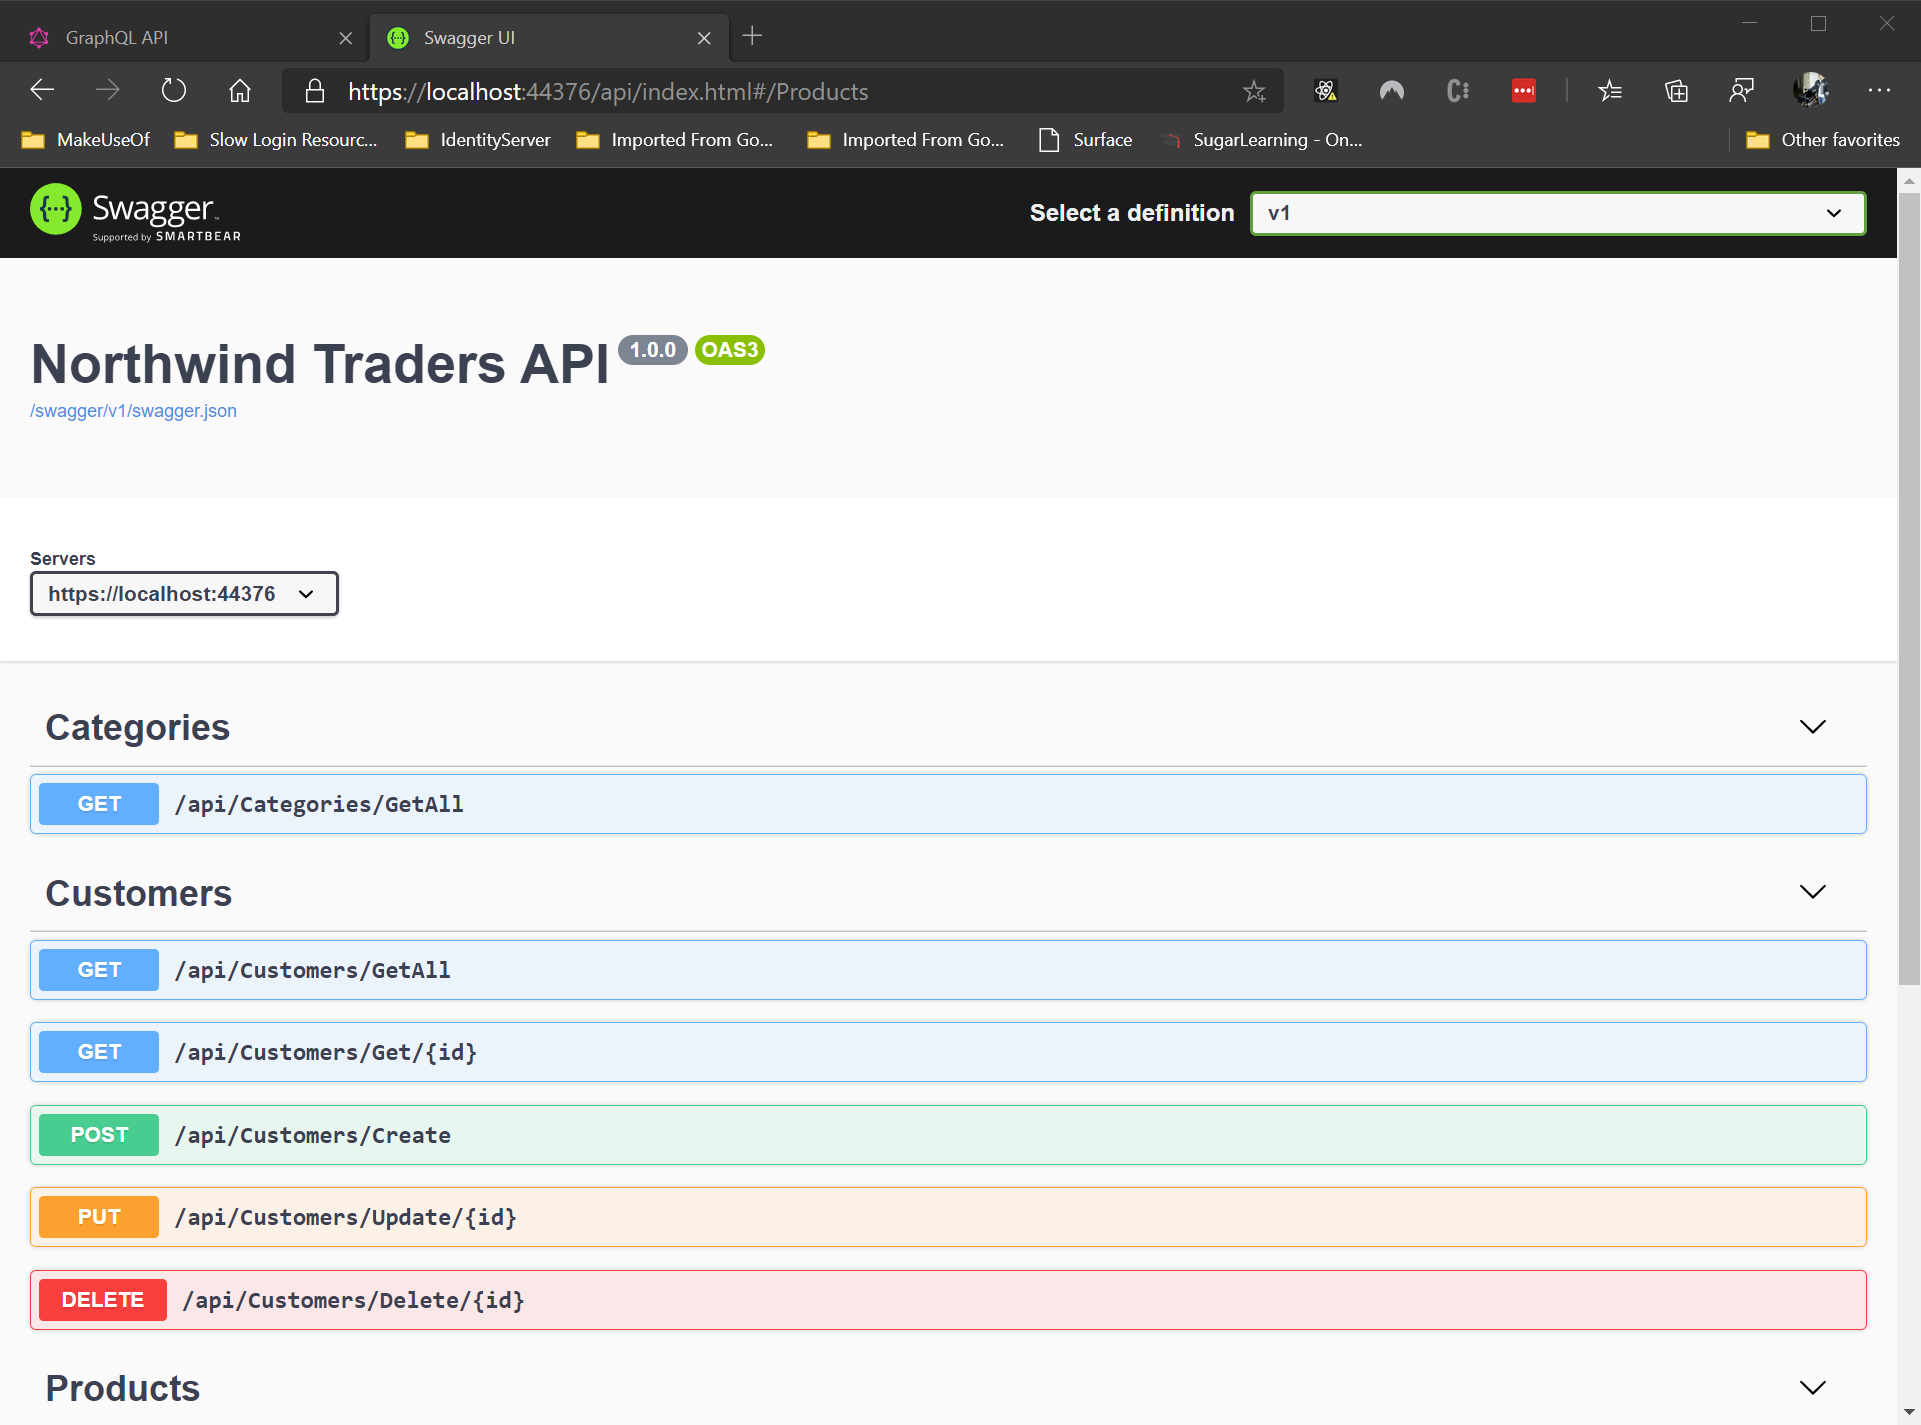 GraphQL API
Swagger UI
https://localhost:44376/api/index.html#/Products
MakeUseOf
Slow Login Resourc...
IdentityServer
Imported From Go...
Imported From Go...
Surface
SugarLearning - On...
Other favorites
Swagger
Supported by SMARTBEAR
Select a definition
v1
Northwind Traders API 1.0.0 OAS3
/swagger/v1/swagger.json
Servers
https://localhost:44376
Categories
GET /api/Categories/GetAll
Customers
GET /api/Customers/GetAll
GET /api/Customers/Get/{id}
POST /api/Customers/Create
PUT /api/Customers/Update/{id}
DELETE /api/Customers/Delete/{id}
Products